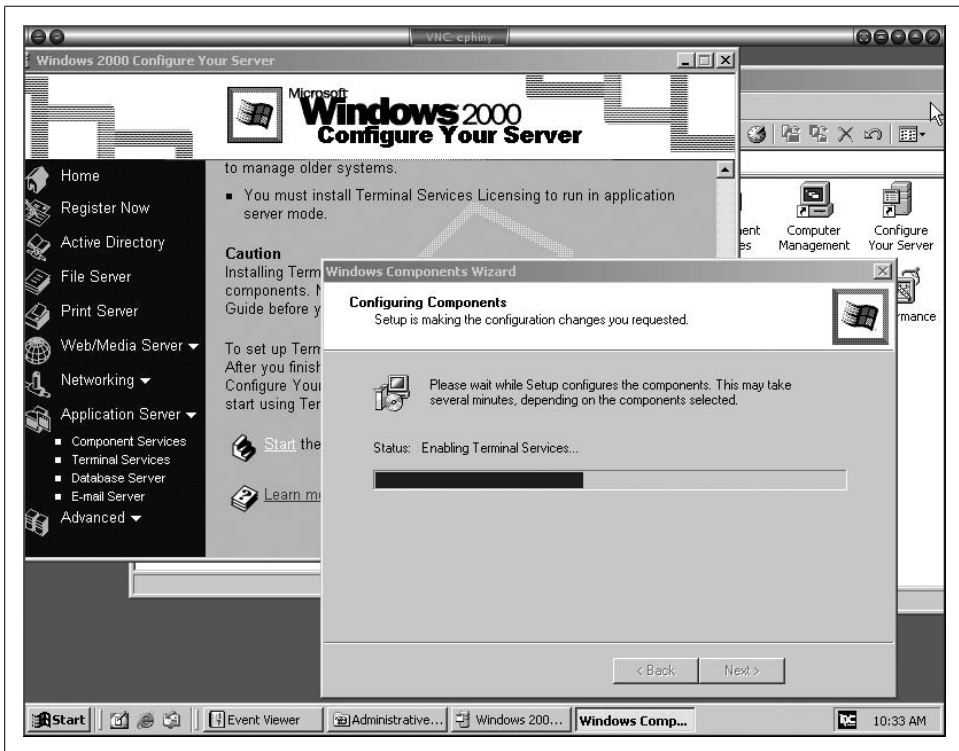 VNC: ephiny
Windows 2000 Configure Your Server
Microsoft
Windows 2000
Configure Your Server
Home
Register Now
Active Directory
File Server
Print Server
Web/Media Server
Networking
Application Server
Component Services
Terminal Services
Database Server
E-mail Server
Advanced
to manage older systems.
You must install Terminal Services Licensing to run in application
server mode.
Caution
Installing Term
components. N
Guide before y
To set up Term
After you finish
Configure Your
start using Ter
Start the
Learn mo
Computer
Management
Configure
Your Server
rmance
Windows Components Wizard
Configuring Components
Setup is making the configuration changes you requested.
Please wait while Setup configures the components. This may take
several minutes, depending on the components selected.
Status: Enabling Terminal Services...
< Back
Next >
Start
Event Viewer
Administrative...
Windows 200...
Windows Comp...
10:33 AM